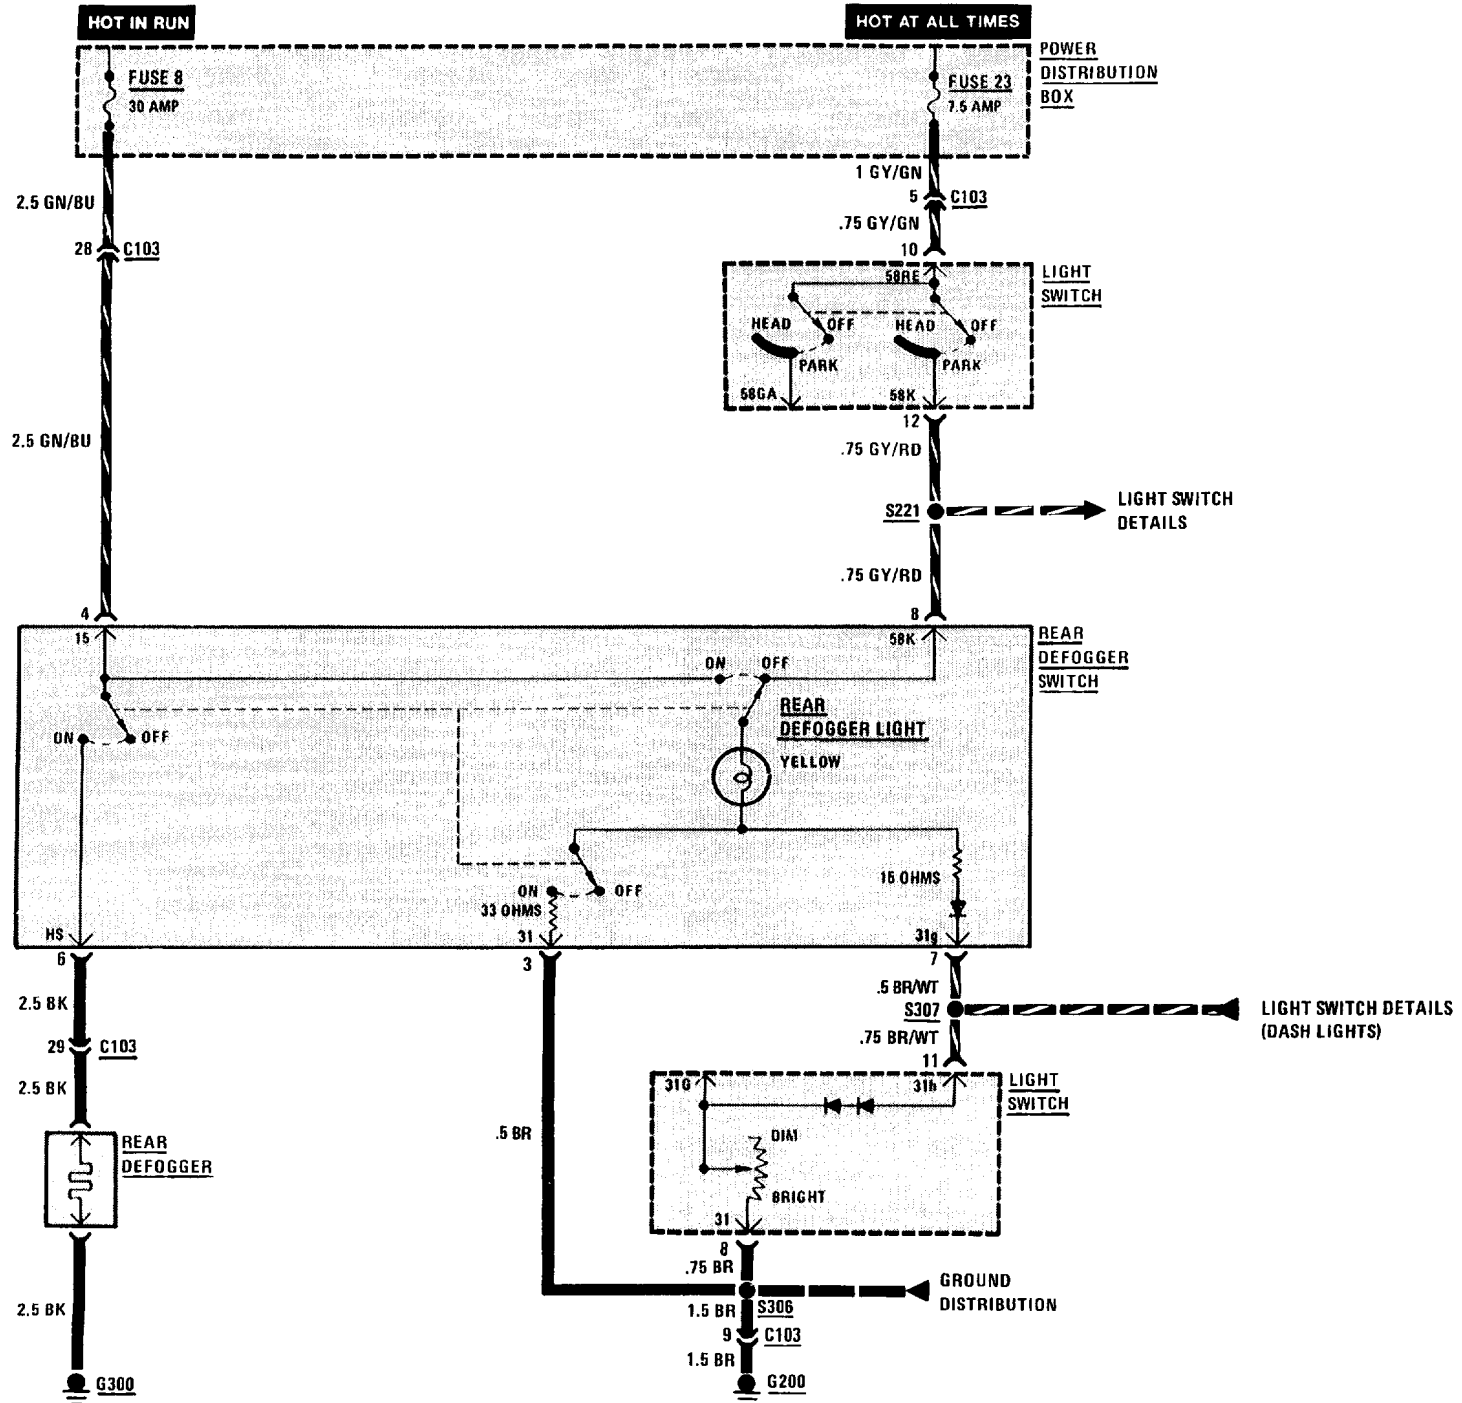 HOT IN RUN
HOT AT ALL TIMES
FUSE 8
30 AMP
FUSE 23
7.5 AMP
POWER
DISTRIBUTION
BOX
1 GY/GN
2.5 GN/BU
5
C103
.75 GY/GN
28
C103
10
58RE
LIGHT
SWITCH
HEAD
OFF
HEAD
OFF
PARK
PARK
58GA
58K
12
2.5 GN/BU
.75 GY/RD
S221
LIGHT SWITCH
DETAILS
.75 GY/RD
4
8
15
58K
REAR
DEFOGGER
SWITCH
ON
OFF
REAR
DEFOGGER LIGHT
ON
OFF
YELLOW
15 OHMS
ON
OFF
33 OHMS
HS
31
31g
6
3
7
2.5 BK
.5 BR/WT
S307
LIGHT SWITCH DETAILS
(DASH LIGHTS)
.75 BR/WT
29
C103
11
2.5 BK
31G
31h
LIGHT
SWITCH
.5 BR
DIM
REAR
DEFOGGER
BRIGHT
31
8
.75 BR
GROUND
DISTRIBUTION
2.5 BK
1.5 BR
S306
9
C103
1.5 BR
G300
G200